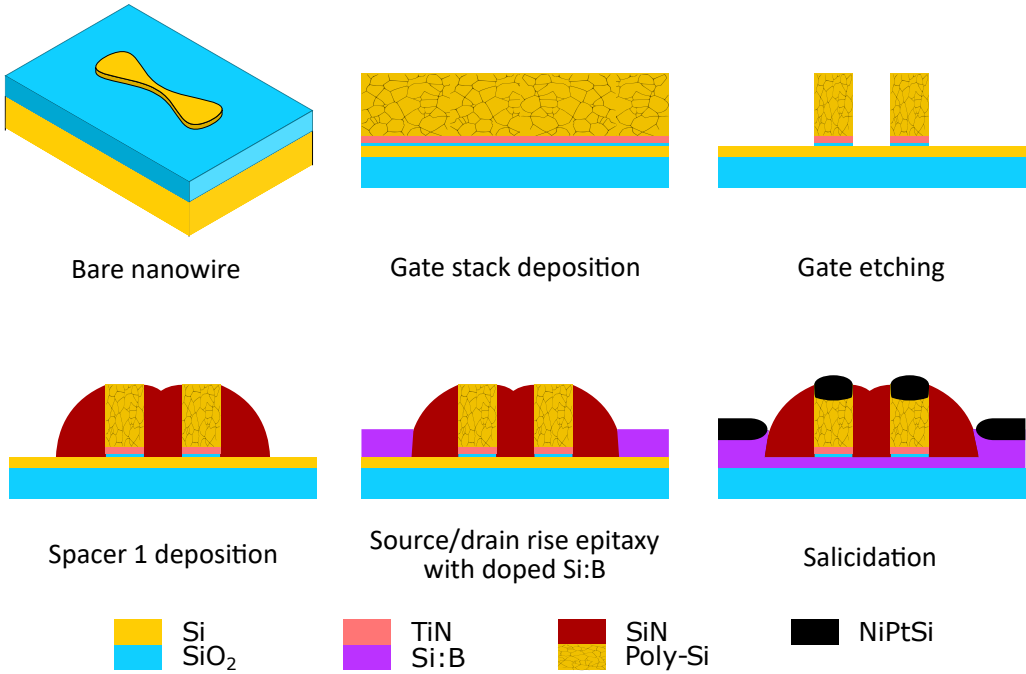 Bare nanowire
Gate stack deposition
Gate etching
Spacer 1 deposition
Source/drain rise epitaxy
with doped Si:B
Salicidation
Si
SiO₂
TiN
Si:B
SiN
Poly-Si
NiPtSi